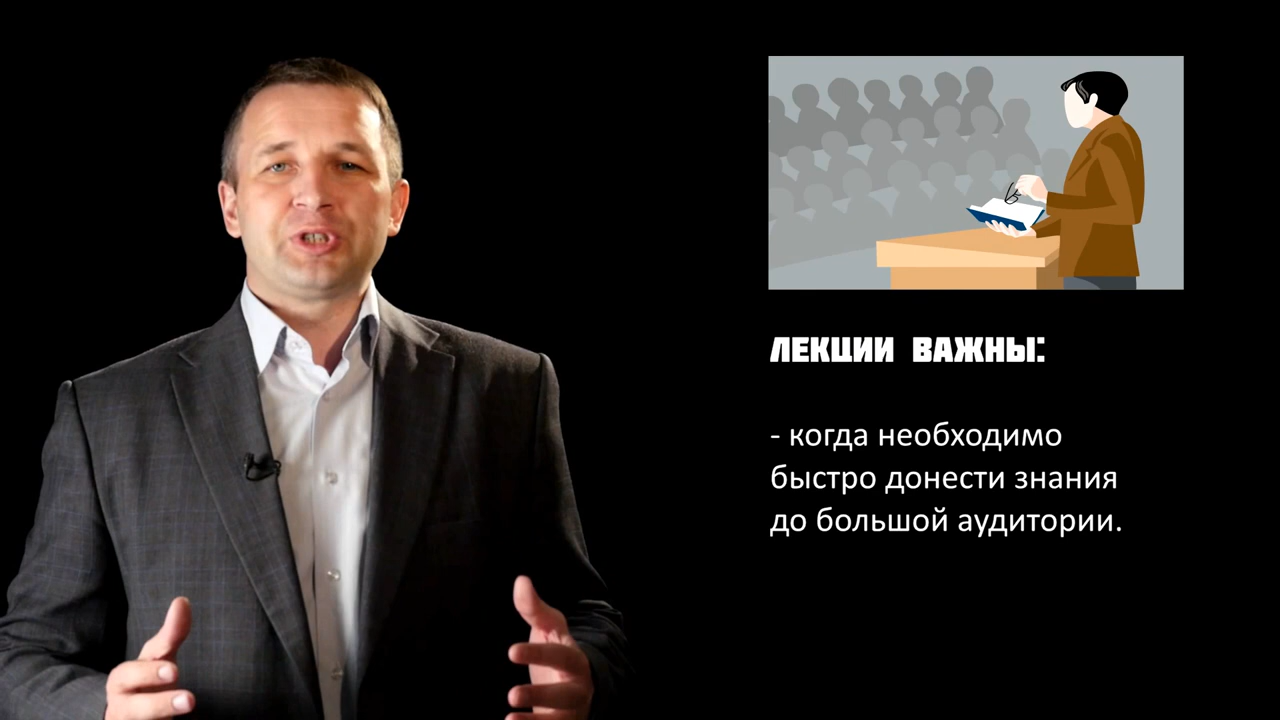 ЛЕКЦИИ ВАЖНЫ:
- когда необходимо
быстро донести знания
до большой аудитории.